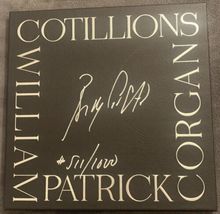 COTILLIONS
WILLIAM
PATRICK
CORGAN
#511/1000